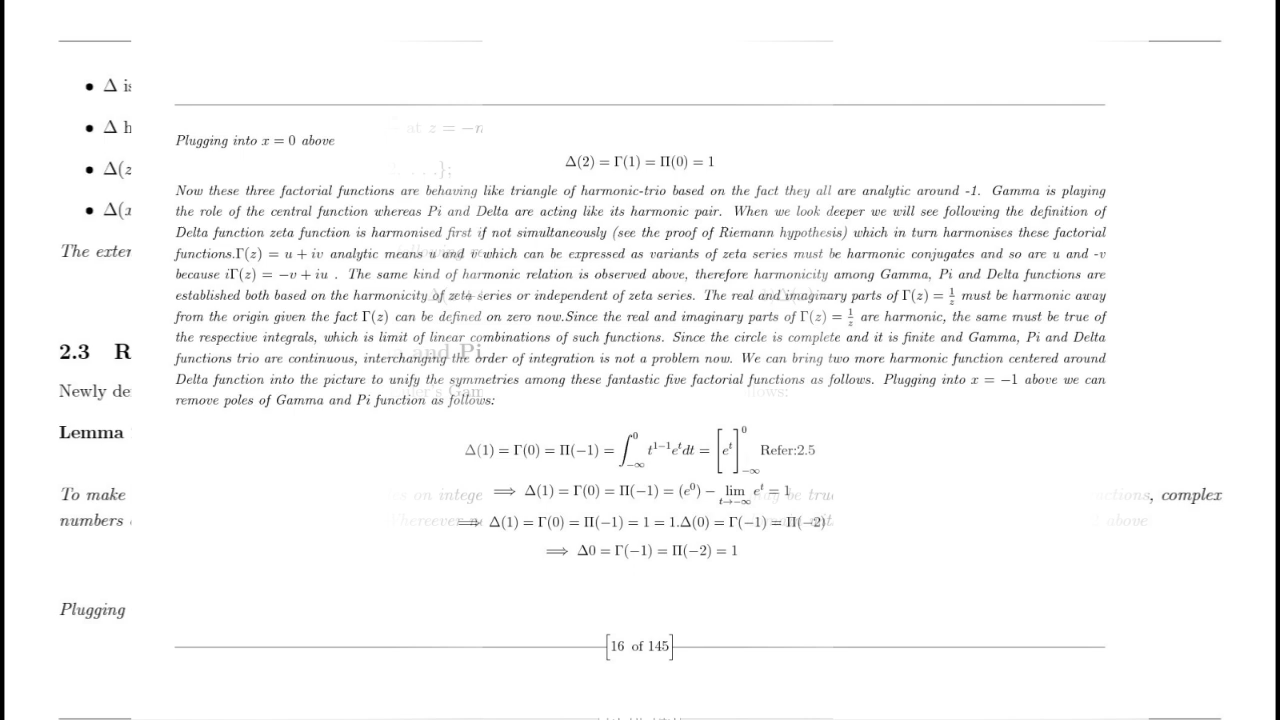 • Δ is
• Δ h
at z = −n
• Δ(z
. . .};
• Δ(x
The exter
2.3 R
and Pi
Newly de
Lemma
To make
on intege
be true
ctions, complex
numbers
Whereever
above
Plugging
Plugging into x = 0 above
Δ(2) = Γ(1) = Π(0) = 1
Now these three factorial functions are behaving like triangle of harmonic-trio based on the fact they all are analytic around -1. Gamma is playing
the role of the central function whereas Pi and Delta are acting like its harmonic pair. When we look deeper we will see following the definition of
Delta function zeta function is harmonised first if not simultaneously (see the proof of Riemann hypothesis) which in turn harmonises these factorial
functions.Γ(z) = u + iv analytic means u and v which can be expressed as variants of zeta series must be harmonic conjugates and so are u and -v
because iΓ(z) = −v + iu . The same kind of harmonic relation is observed above, therefore harmonicity among Gamma, Pi and Delta functions are
established both based on the harmonicity of zeta series or independent of zeta series. The real and imaginary parts of Γ(z) = 1/z must be harmonic away
from the origin given the fact Γ(z) can be defined on zero now.Since the real and imaginary parts of Γ(z) = 1/z are harmonic, the same must be true of
the respective integrals, which is limit of linear combinations of such functions. Since the circle is complete and it is finite and Gamma, Pi and Delta
functions trio are continuous, interchanging the order of integration is not a problem now. We can bring two more harmonic function centered around
Delta function into the picture to unify the symmetries among these fantastic five factorial functions as follows. Plugging into x = −1 above we can
remove poles of Gamma and Pi function as follows:
Δ(1) = Γ(0) = Π(−1) = ∫_{−∞}^{0} t^{1−1}e^{t}dt = [e^{t}]_{−∞}^{0} Refer:2.5
⟹ Δ(1) = Γ(0) = Π(−1) = (e^{0}) − lim_{t→−∞} e^{t} = 1
⟹ Δ(1) = Γ(0) = Π(−1) = 1 = 1.Δ(0) = Γ(−1) = Π(−2)
⟹ Δ0 = Γ(−1) = Π(−2) = 1
[16 of 145]